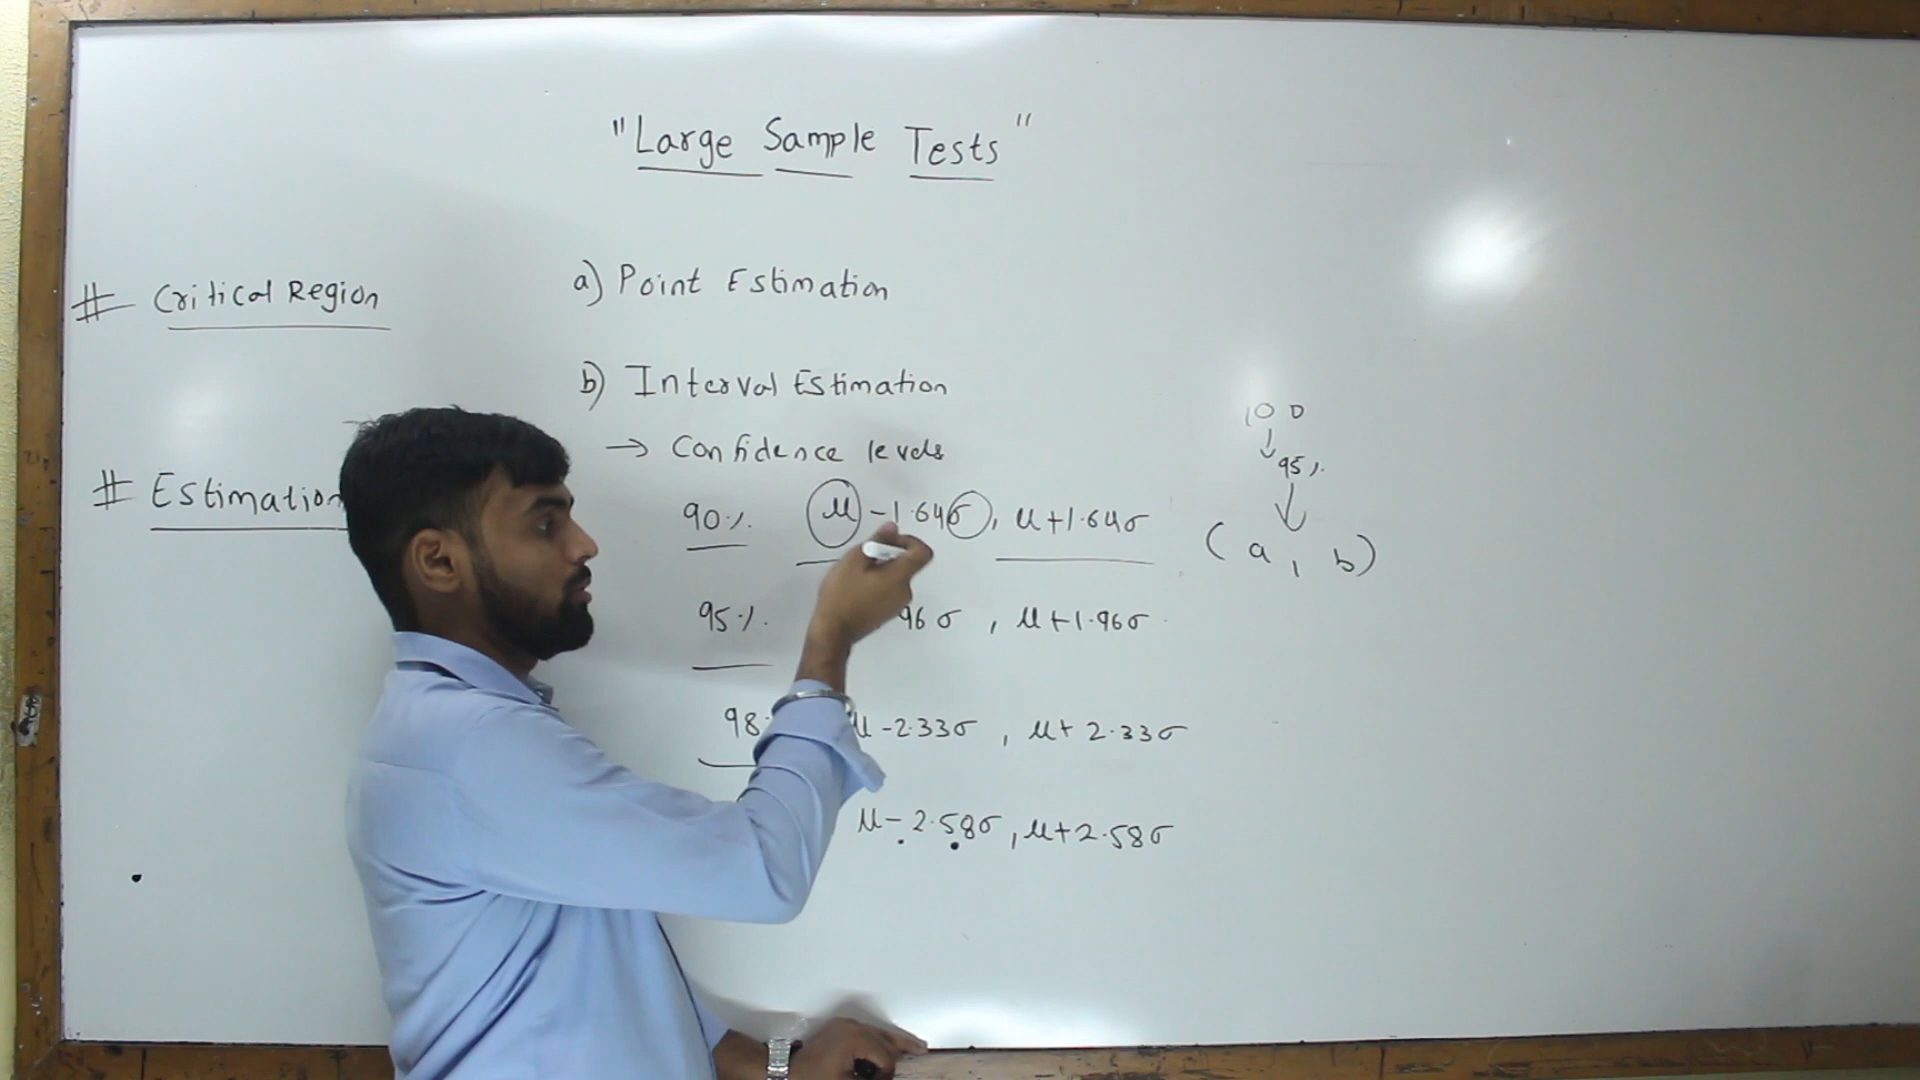 "Large Sample Tests"
# Critical Region
a) Point Estimation
b) Interval Estimation
→ Confidence levels
# Estimation
90%. μ-1.64σ, μ+1.64σ
95%. 96σ, μ+1.96σ
98 μ-2.33σ, μ+2.33σ
μ-2.58σ, μ+2.58σ
100
↓
95%.
↓
(a, b)